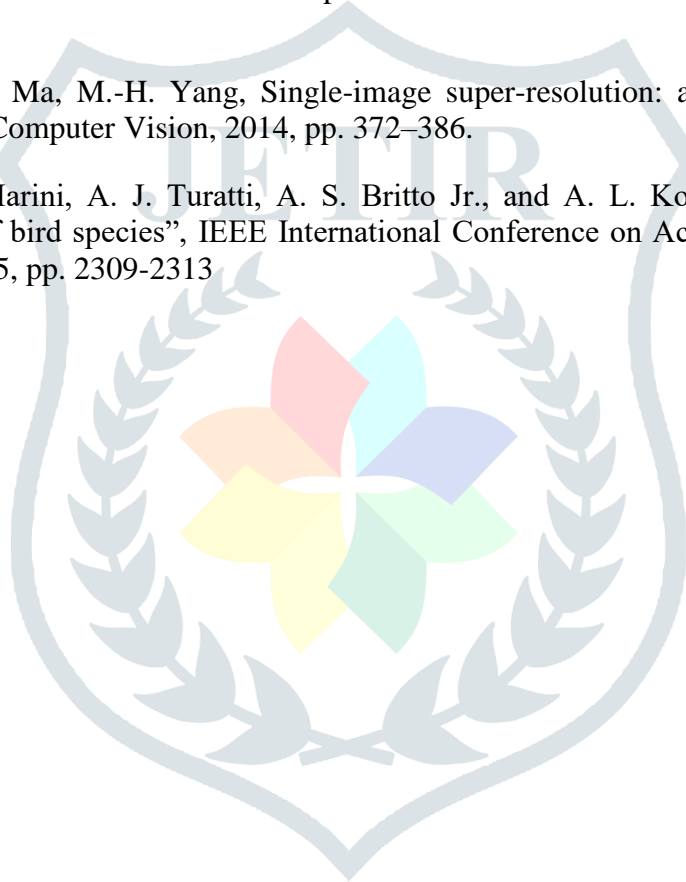 Ma, M.-H. Yang, Single-image super-resolution: a
Computer Vision, 2014, pp. 372–386.
JETIR
Marini, A. J. Turatti, A. S. Britto Jr., and A. L. Ko
f bird species”, IEEE International Conference on Ac
5, pp. 2309-2313